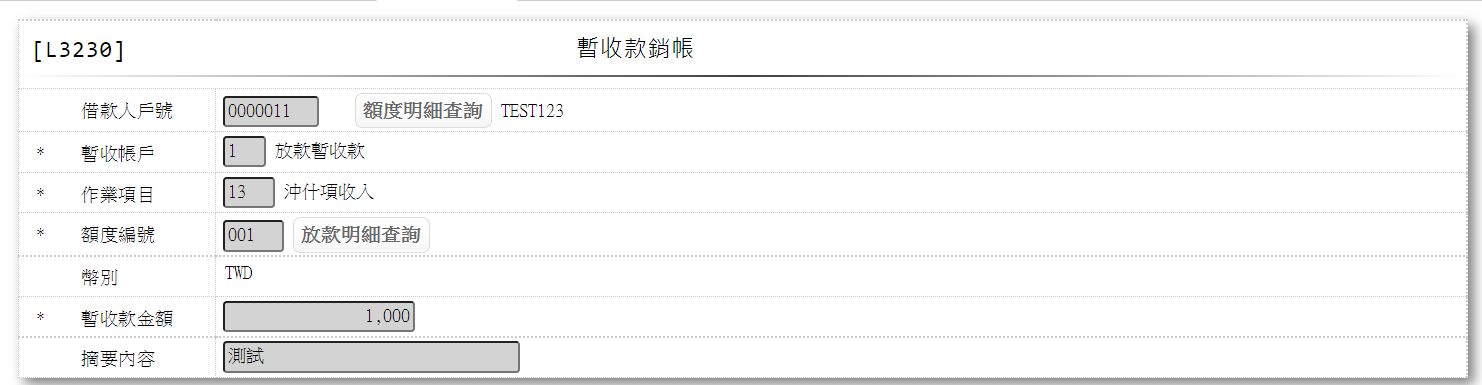 [L3230] 暫收款銷帳
借款人戶號 0000011 額度明細查詢 TEST123
* 暫收帳戶 1 放款暫收款
* 作業項目 13 沖什項收入
* 額度編號 001 放款明細查詢
幣別 TWD
* 暫收款金額 1,000
摘要內容 測試